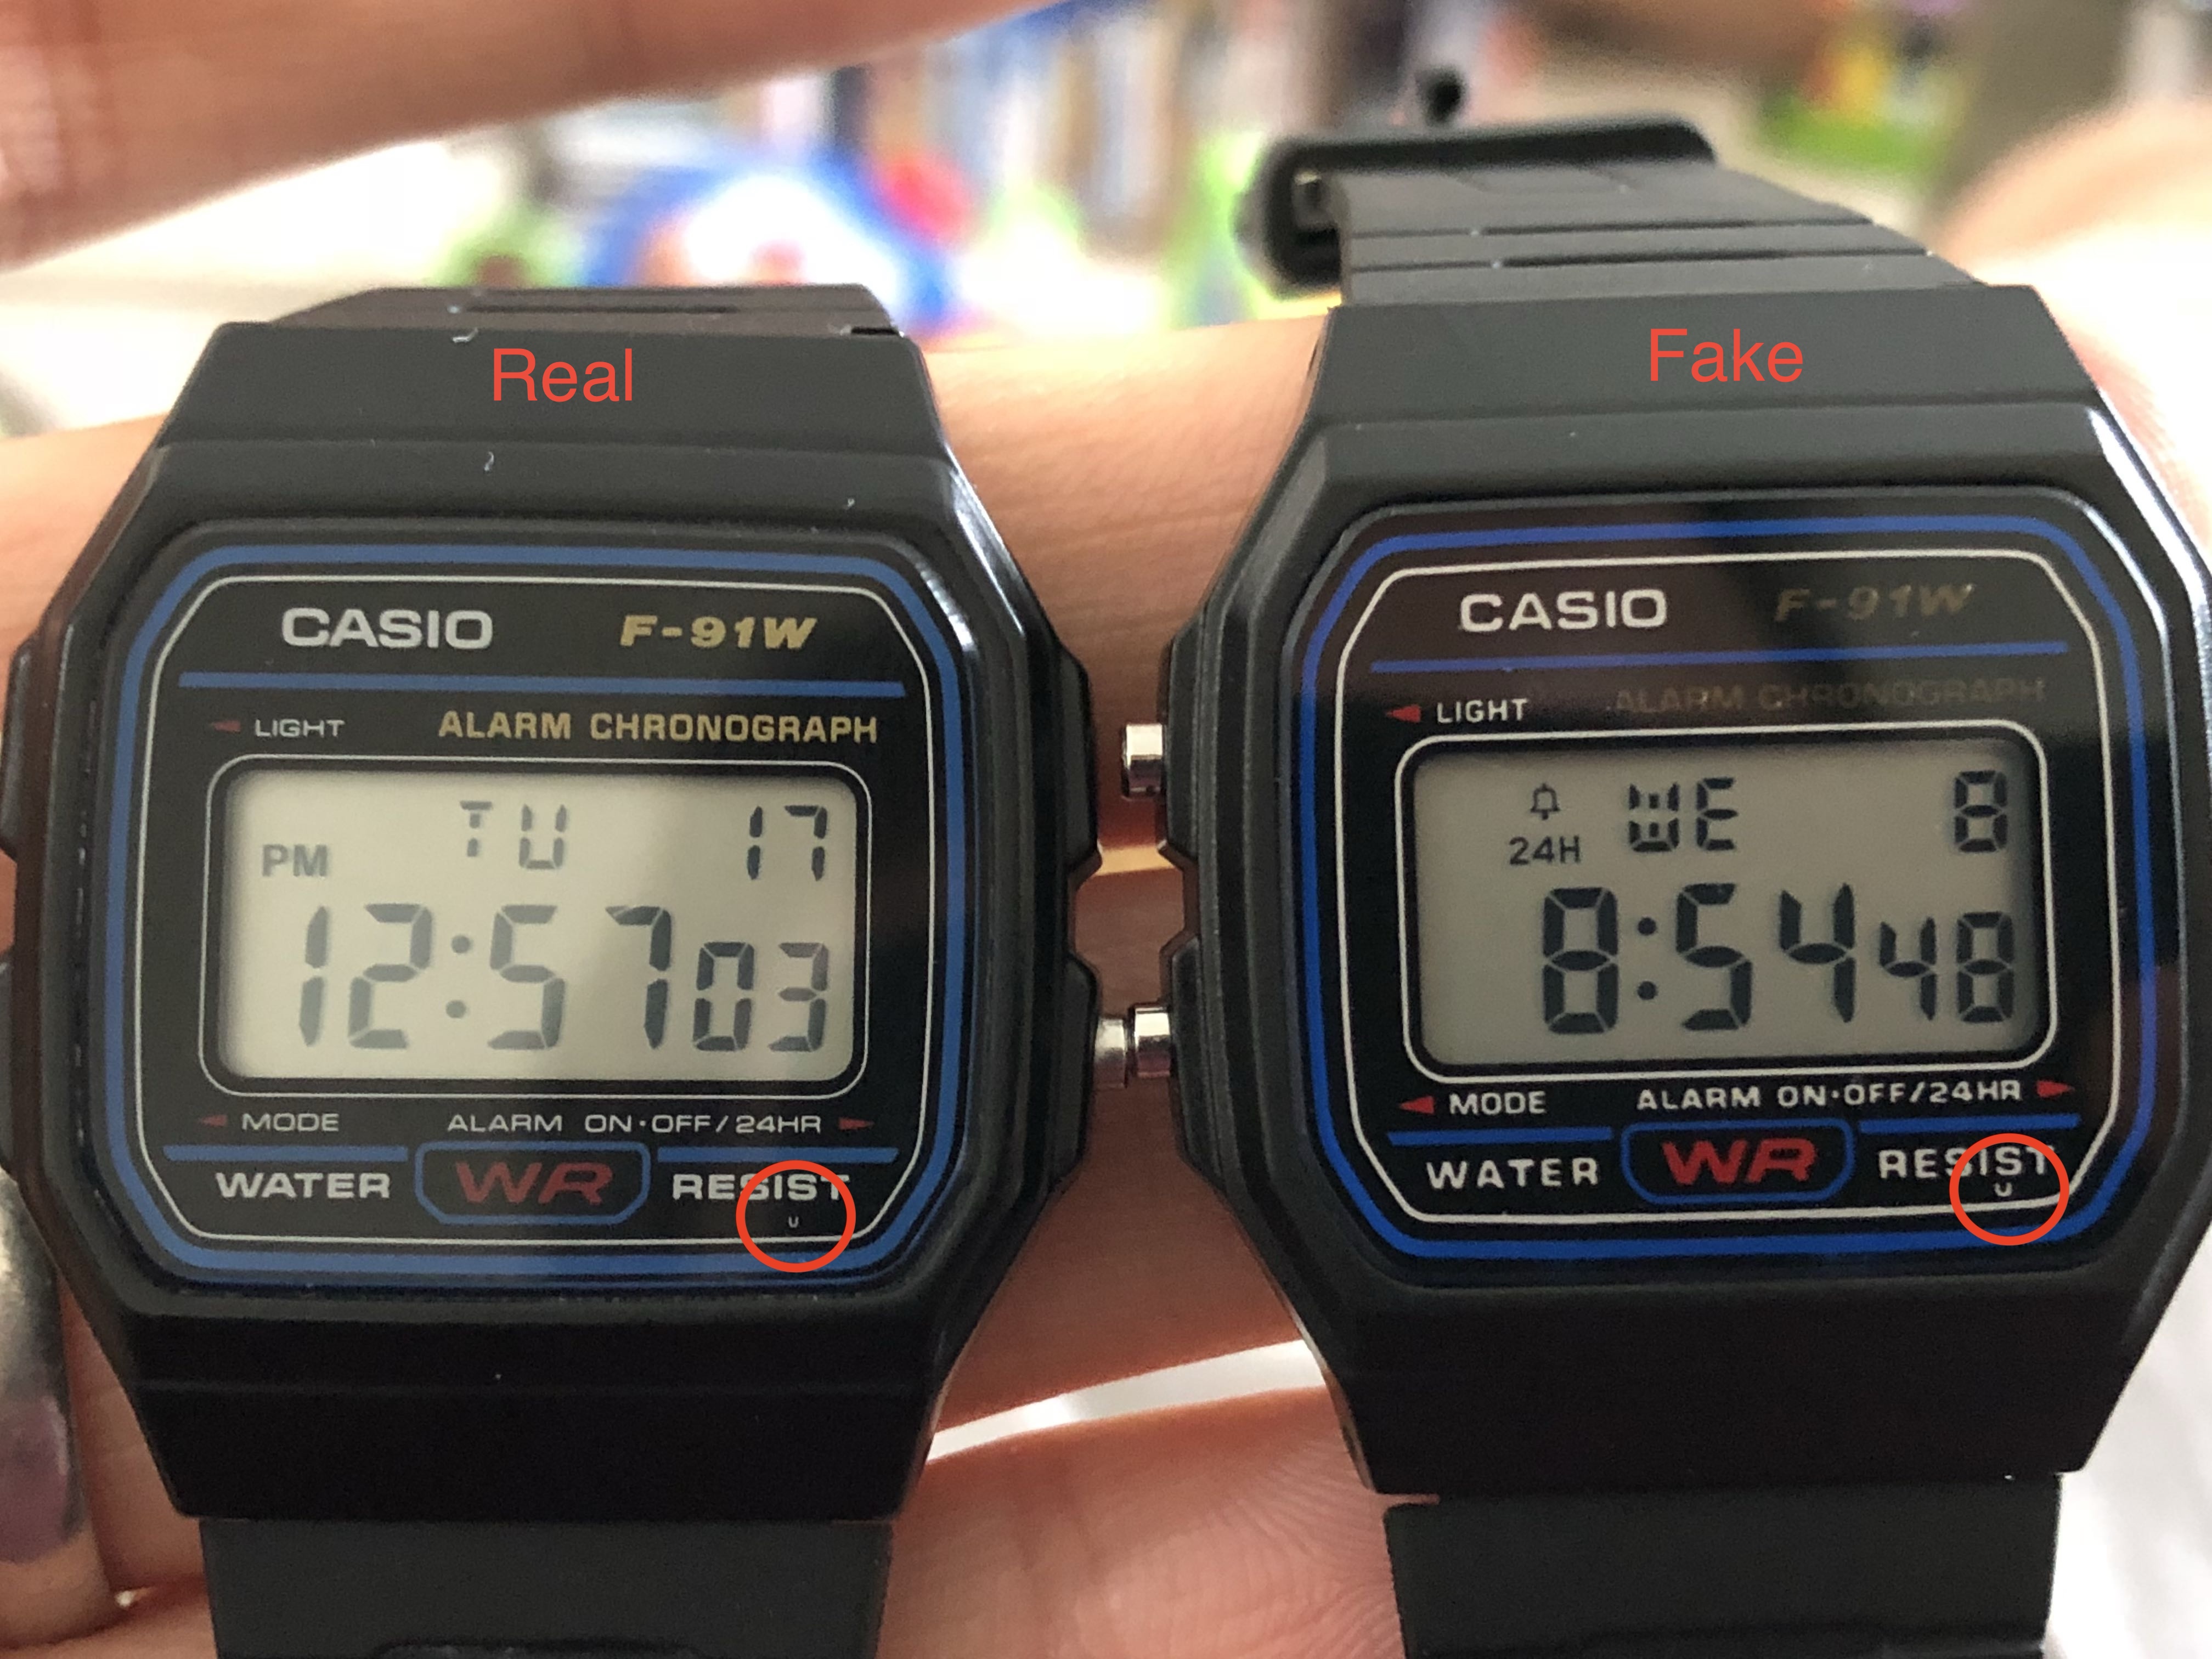 Real
CASIO F-91W
LIGHT ALARM CHRONOGRAPH
PM TU 17
12:57 03
MODE ALARM ON·OFF/24HR
WATER WR RESIST
U
Fake
CASIO F-91W
LIGHT ALARM CHRONOGRAPH
24H WE 8
8:54 48
MODE ALARM ON·OFF/24HR
WATER WR RESIST
U